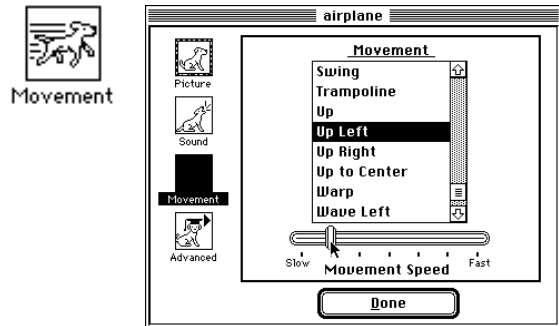 Movement
airplane
Picture
Sound
Movement
Advanced
Movement
Swing
Trampoline
Up
Up Left
Up Right
Up to Center
Warp
Wave Left
Slow
Fast
Movement Speed
Done